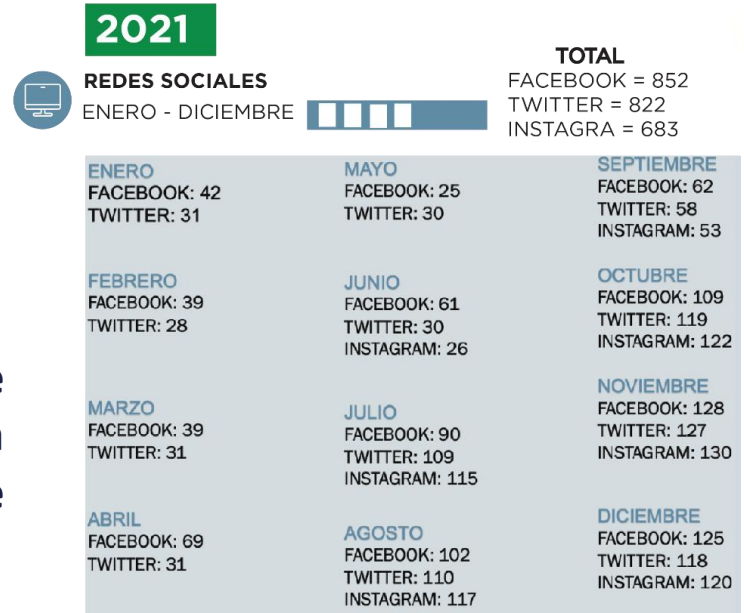 2021
REDES SOCIALES
ENERO - DICIEMBRE
TOTAL
FACEBOOK = 852
TWITTER = 822
INSTAGRA = 683
ENERO
FACEBOOK: 42
TWITTER: 31
FEBRERO
FACEBOOK: 39
TWITTER: 28
MARZO
FACEBOOK: 39
TWITTER: 31
ABRIL
FACEBOOK: 69
TWITTER: 31
MAYO
FACEBOOK: 25
TWITTER: 30
JUNIO
FACEBOOK: 61
TWITTER: 30
INSTAGRAM: 26
JULIO
FACEBOOK: 90
TWITTER: 109
INSTAGRAM: 115
AGOSTO
FACEBOOK: 102
TWITTER: 110
INSTAGRAM: 117
SEPTIEMBRE
FACEBOOK: 62
TWITTER: 58
INSTAGRAM: 53
OCTUBRE
FACEBOOK: 109
TWITTER: 119
INSTAGRAM: 122
NOVIEMBRE
FACEBOOK: 128
TWITTER: 127
INSTAGRAM: 130
DICIEMBRE
FACEBOOK: 125
TWITTER: 118
INSTAGRAM: 120